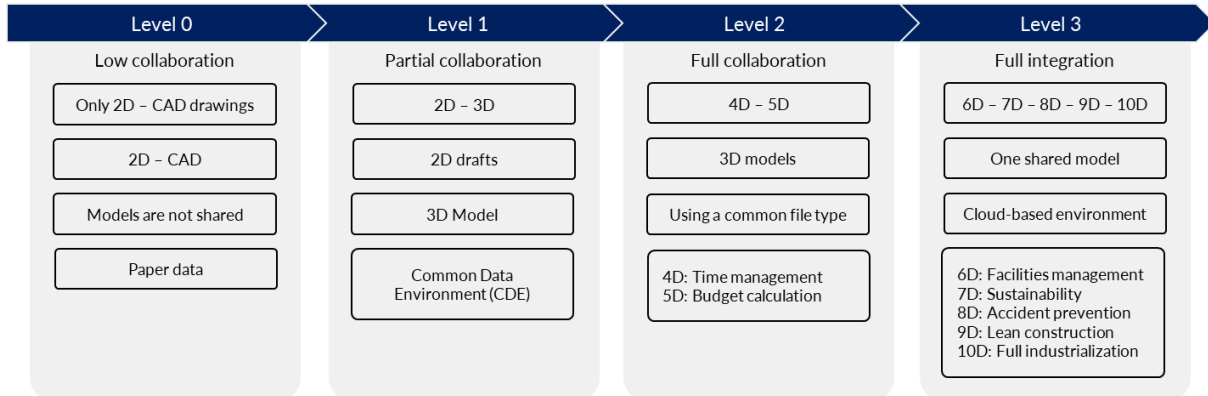 Level 0
Level 1
Level 2
Level 3
Low collaboration
Only 2D – CAD drawings
2D – CAD
Models are not shared
Paper data
Partial collaboration
2D – 3D
2D drafts
3D Model
Common Data
Environment (CDE)
Full collaboration
4D – 5D
3D models
Using a common file type
4D: Time management
5D: Budget calculation
Full integration
6D – 7D – 8D – 9D – 10D
One shared model
Cloud-based environment
6D: Facilities management
7D: Sustainability
8D: Accident prevention
9D: Lean construction
10D: Full industrialization